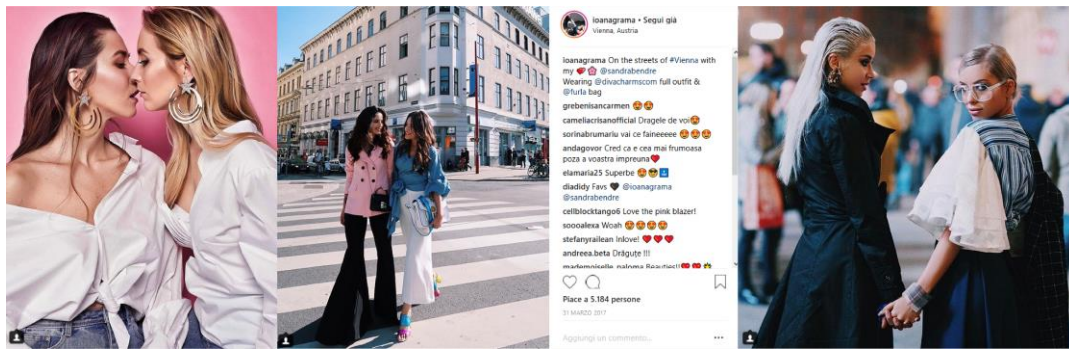 ioanagrama • Segui già
Vienna, Austria
ioanagrama On the streets of #Vienna with
my 💕🌸 @sandrabendre
Wearing @divacharmscom full outfit &
@furla bag
grebenisancarmen 😍😍
cameliacrisanofficial Dragele de voi😍
sorinabrumariu vai ce faineeeee 😍😍😍
andagovor Cred ca e cea mai frumoasa
poza a voastra impreuna❤️
elamaria25 Superbe 😍😎⬇️
diadidy Favs 🖤 @ioanagrama
@sandrabendre
cellblocktango6 Love the pink blazer!
soooalexa Woah 😍😍😍😍
stefanyrailean Inlove! ❤️❤️❤️
andreea.beta Drăguțe !!!
mademoiselle_paloma Beauties!!
Piace a 5.184 persone
31 MARZO 2017
Aggiungi un commento...